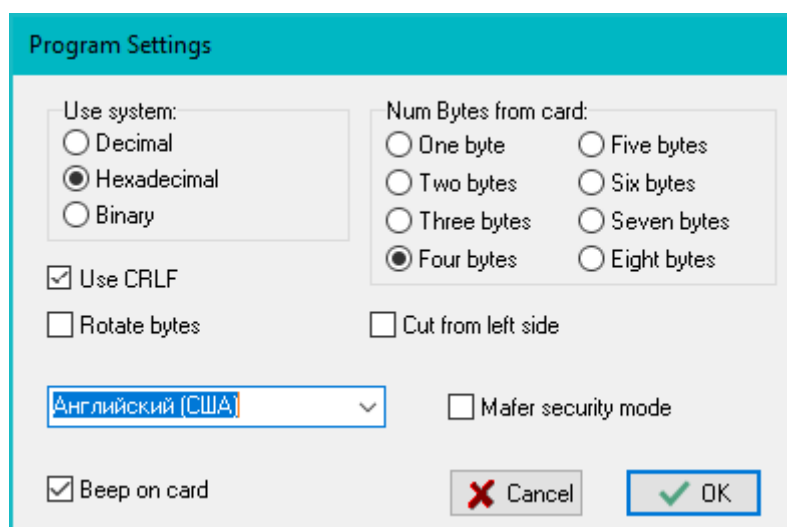 Program Settings
Use system:
Decimal
Hexadecimal
Binary
Num Bytes from card:
One byte
Two bytes
Three bytes
Four bytes
Five bytes
Six bytes
Seven bytes
Eight bytes
Use CRLF
Rotate bytes
Cut from left side
Английский (США)
Mafer security mode
Beep on card
Cancel
OK